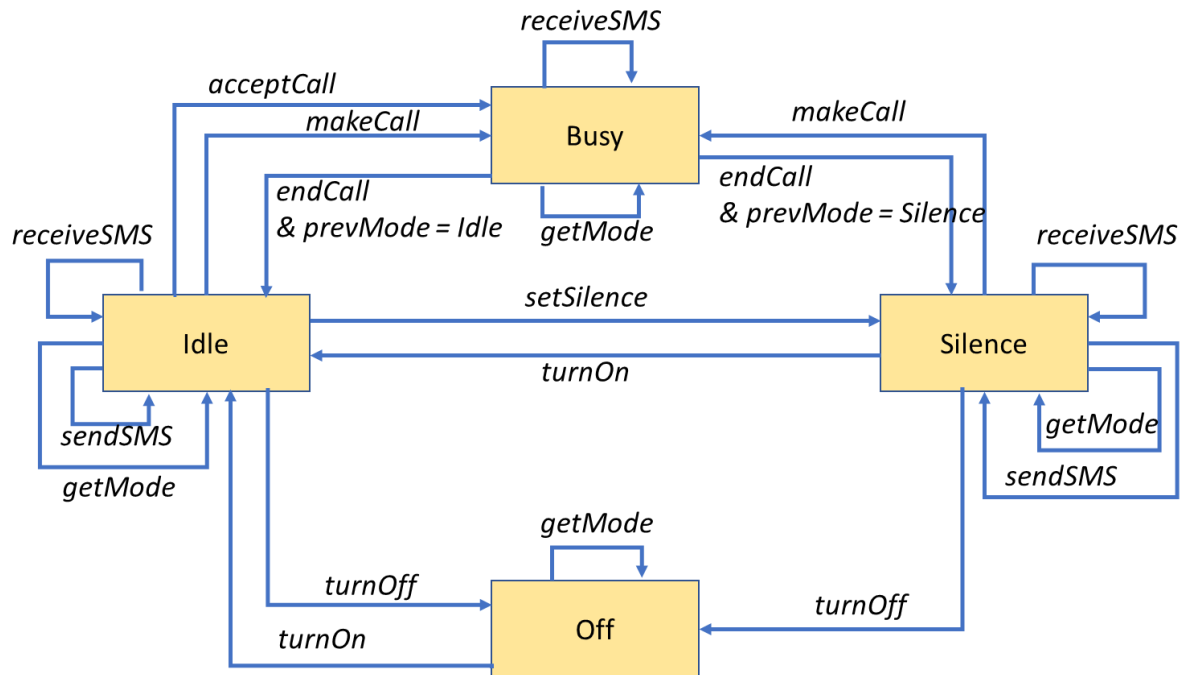 receiveSMS
acceptCall
makeCall
makeCall
Busy
endCall
& prevMode = Idle
endCall
& prevMode = Silence
getMode
receiveSMS
receiveSMS
setSilence
Idle
Silence
turnOn
sendSMS
getMode
getMode
sendSMS
getMode
turnOff
turnOff
Off
turnOn